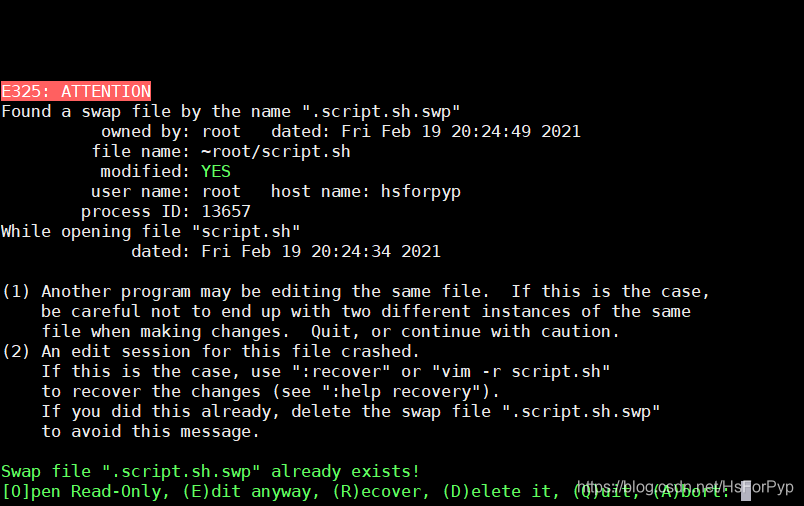 E325: ATTENTION
Found a swap file by the name ".script.sh.swp"
          owned by: root   dated: Fri Feb 19 20:24:49 2021
         file name: ~root/script.sh
          modified: YES
         user name: root   host name: hsforpyp
        process ID: 13657
While opening file "script.sh"
             dated: Fri Feb 19 20:24:34 2021

(1) Another program may be editing the same file.  If this is the case,
    be careful not to end up with two different instances of the same
    file when making changes.  Quit, or continue with caution.
(2) An edit session for this file crashed.
    If this is the case, use ":recover" or "vim -r script.sh"
    to recover the changes (see ":help recovery").
    If you did this already, delete the swap file ".script.sh.swp"
    to avoid this message.

Swap file ".script.sh.swp" already exists!
[O]pen Read-Only, (E)dit anyway, (R)ecover, (D)elete it, (Q)uit, (A)bort:
https://blog.csdn.net/HsForPyp